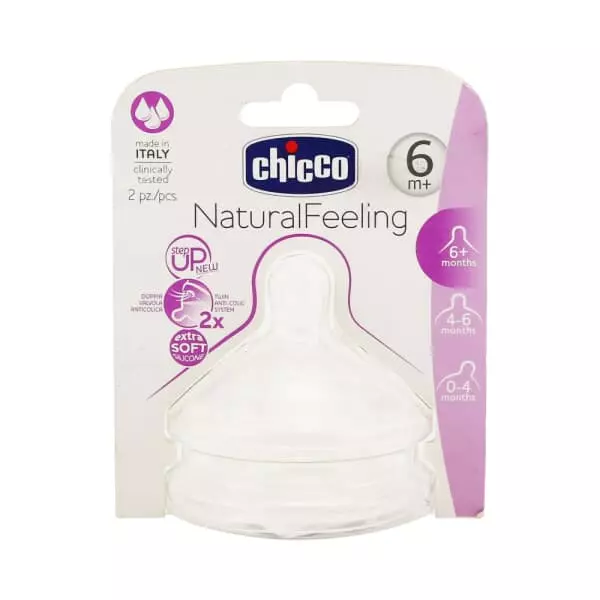 made in
ITALY
clinically
tested
2 pz./pcs.
chicco
6
m+
NaturalFeeling
step
UP
NEW
DOPPIA
VALVOLA
ANTICOLICA
TWIN
ANTI-COLIC
SYSTEM
2x
extra
SOFT
SILICONE
6+
months
4-6
months
0-4
months